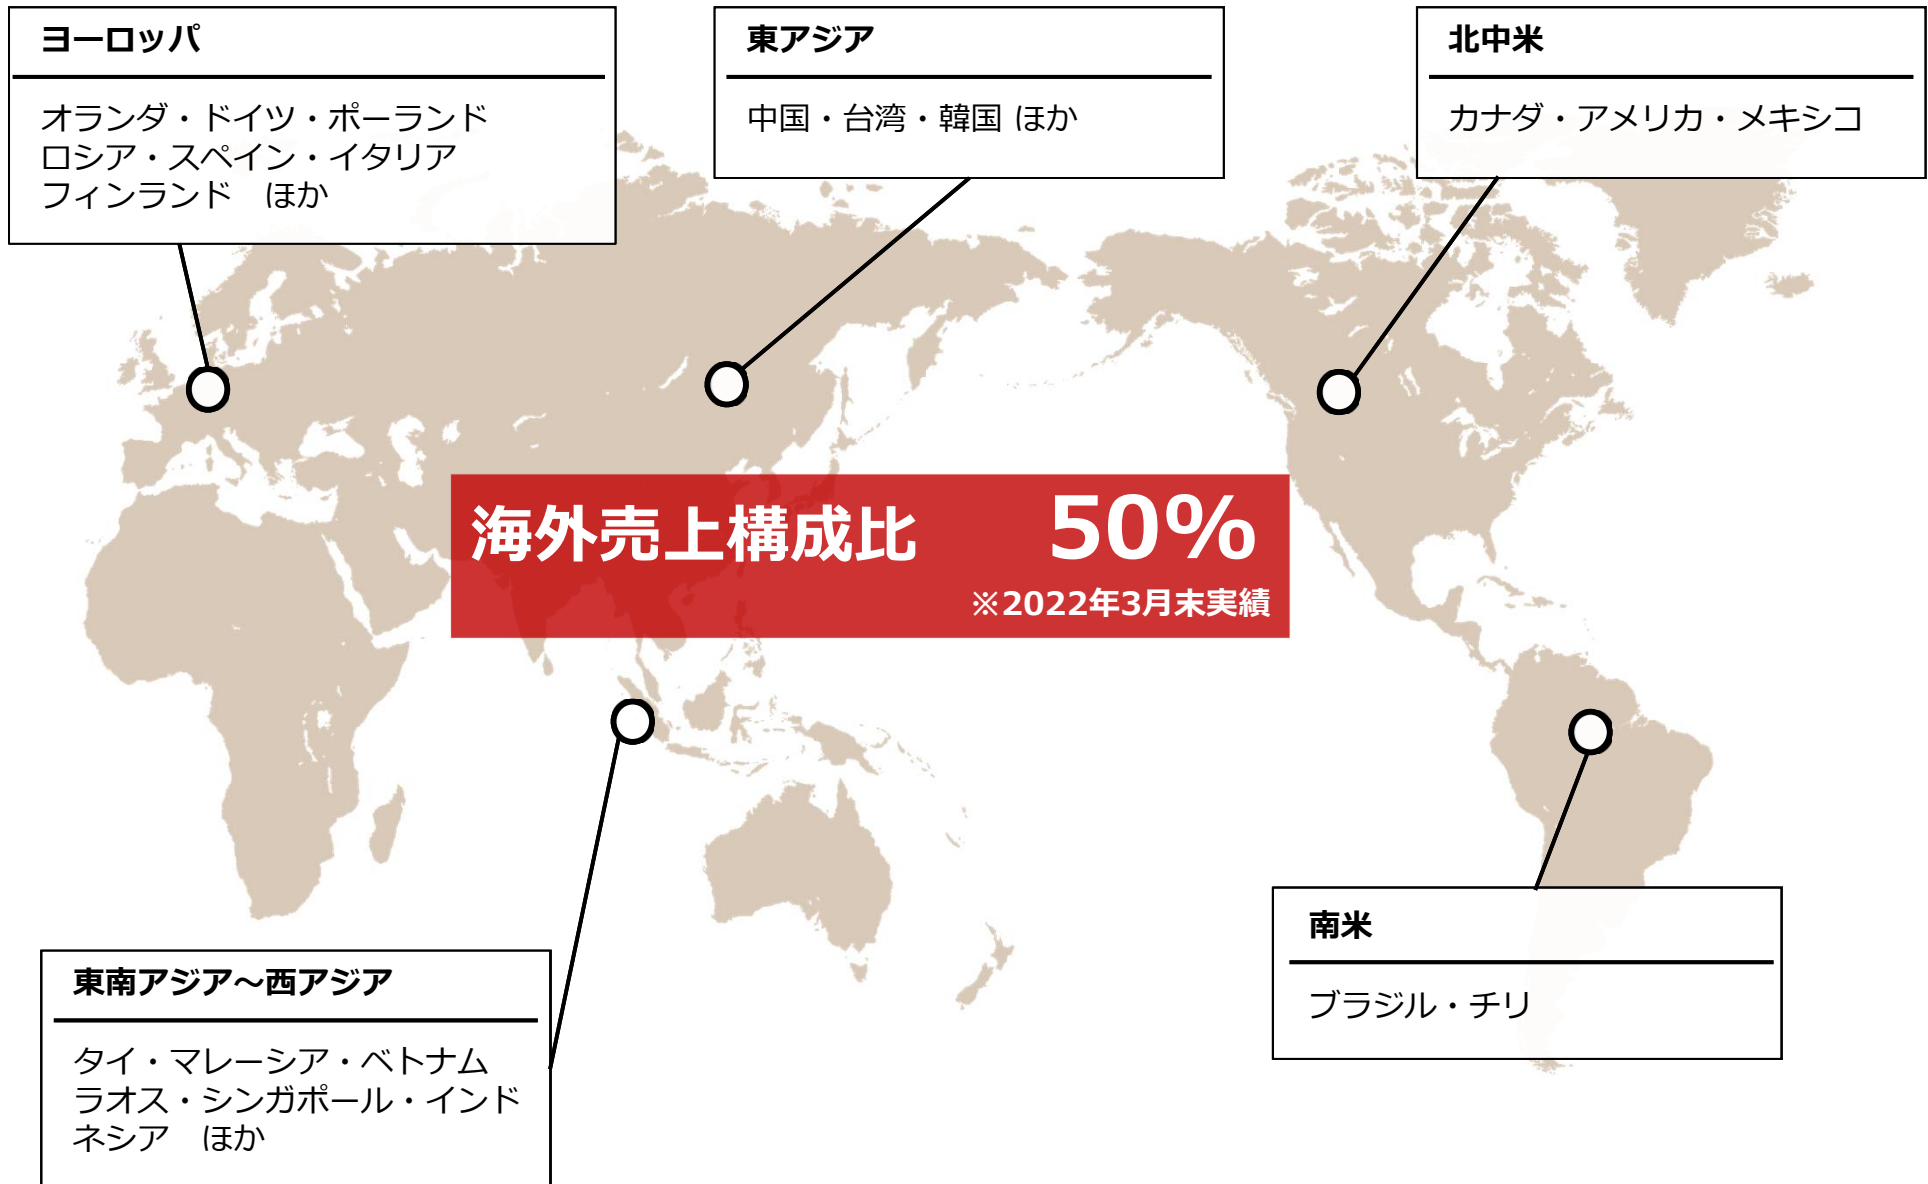 ヨーロッパ
オランダ・ドイツ・ポーランド
ロシア・スペイン・イタリア
フィンランド　ほか
東アジア
中国・台湾・韓国 ほか
北中米
カナダ・アメリカ・メキシコ
海外売上構成比　50%
※2022年3月末実績
東南アジア～西アジア
タイ・マレーシア・ベトナム
ラオス・シンガポール・インド
ネシア　ほか
南米
ブラジル・チリ